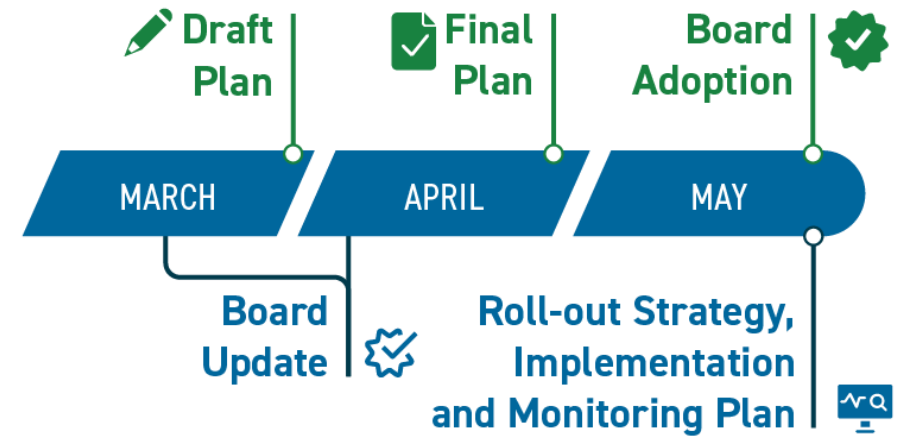 Draft
Plan
Final
Plan
Board
Adoption
MARCH
APRIL
MAY
Board
Update
Roll-out Strategy,
Implementation
and Monitoring Plan